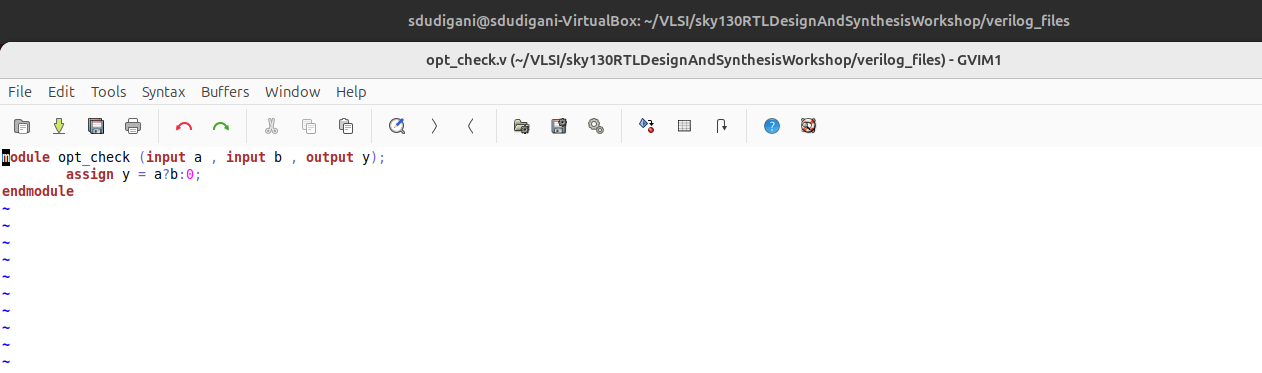 sdudigani@sdudigani-VirtualBox: ~/VLSI/sky130RTLDesignAndSynthesisWorkshop/verilog_files
opt_check.v (~/VLSI/sky130RTLDesignAndSynthesisWorkshop/verilog_files) - GVIM1
File Edit Tools Syntax Buffers Window Help
module opt_check (input a , input b , output y);
        assign y = a?b:0;
endmodule
~
~
~
~
~
~
~
~
~
~